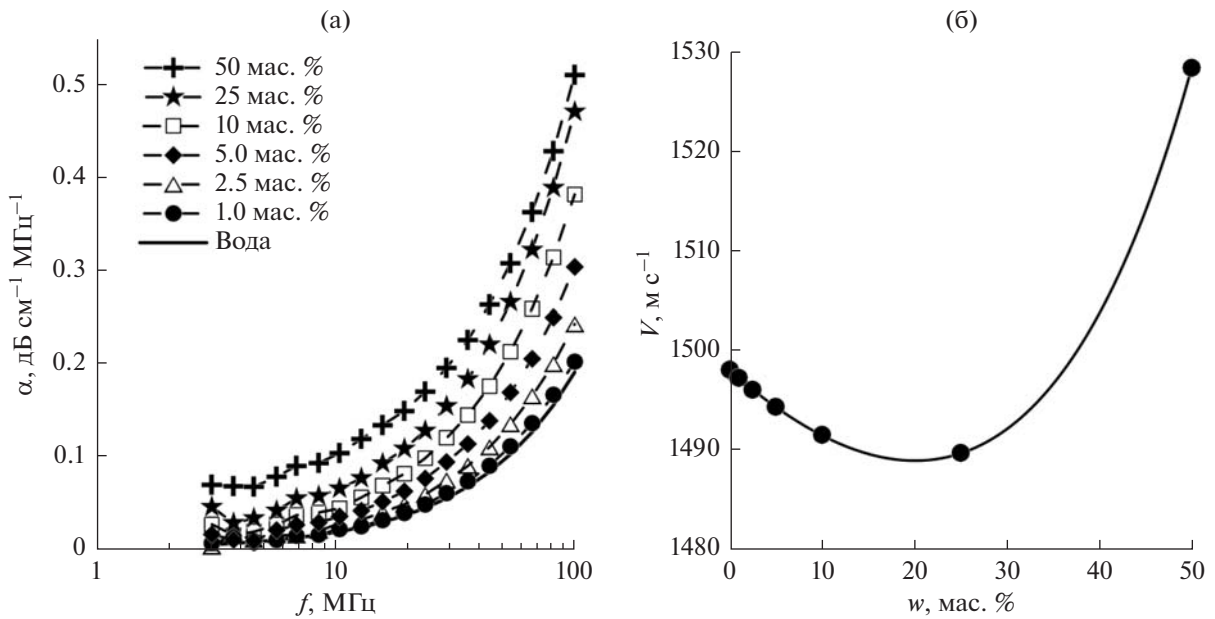 (а)
0.5
0.4
0.3
0.2
0.1
0
α, дБ см⁻¹ МГц⁻¹
50 мас. %
25 мас. %
10 мас. %
5.0 мас. %
2.5 мас. %
1.0 мас. %
Вода
1
10
100
f, МГц
(б)
1530
1520
1510
1500
1490
1480
V, м с⁻¹
0
10
20
30
40
50
w, мас. %